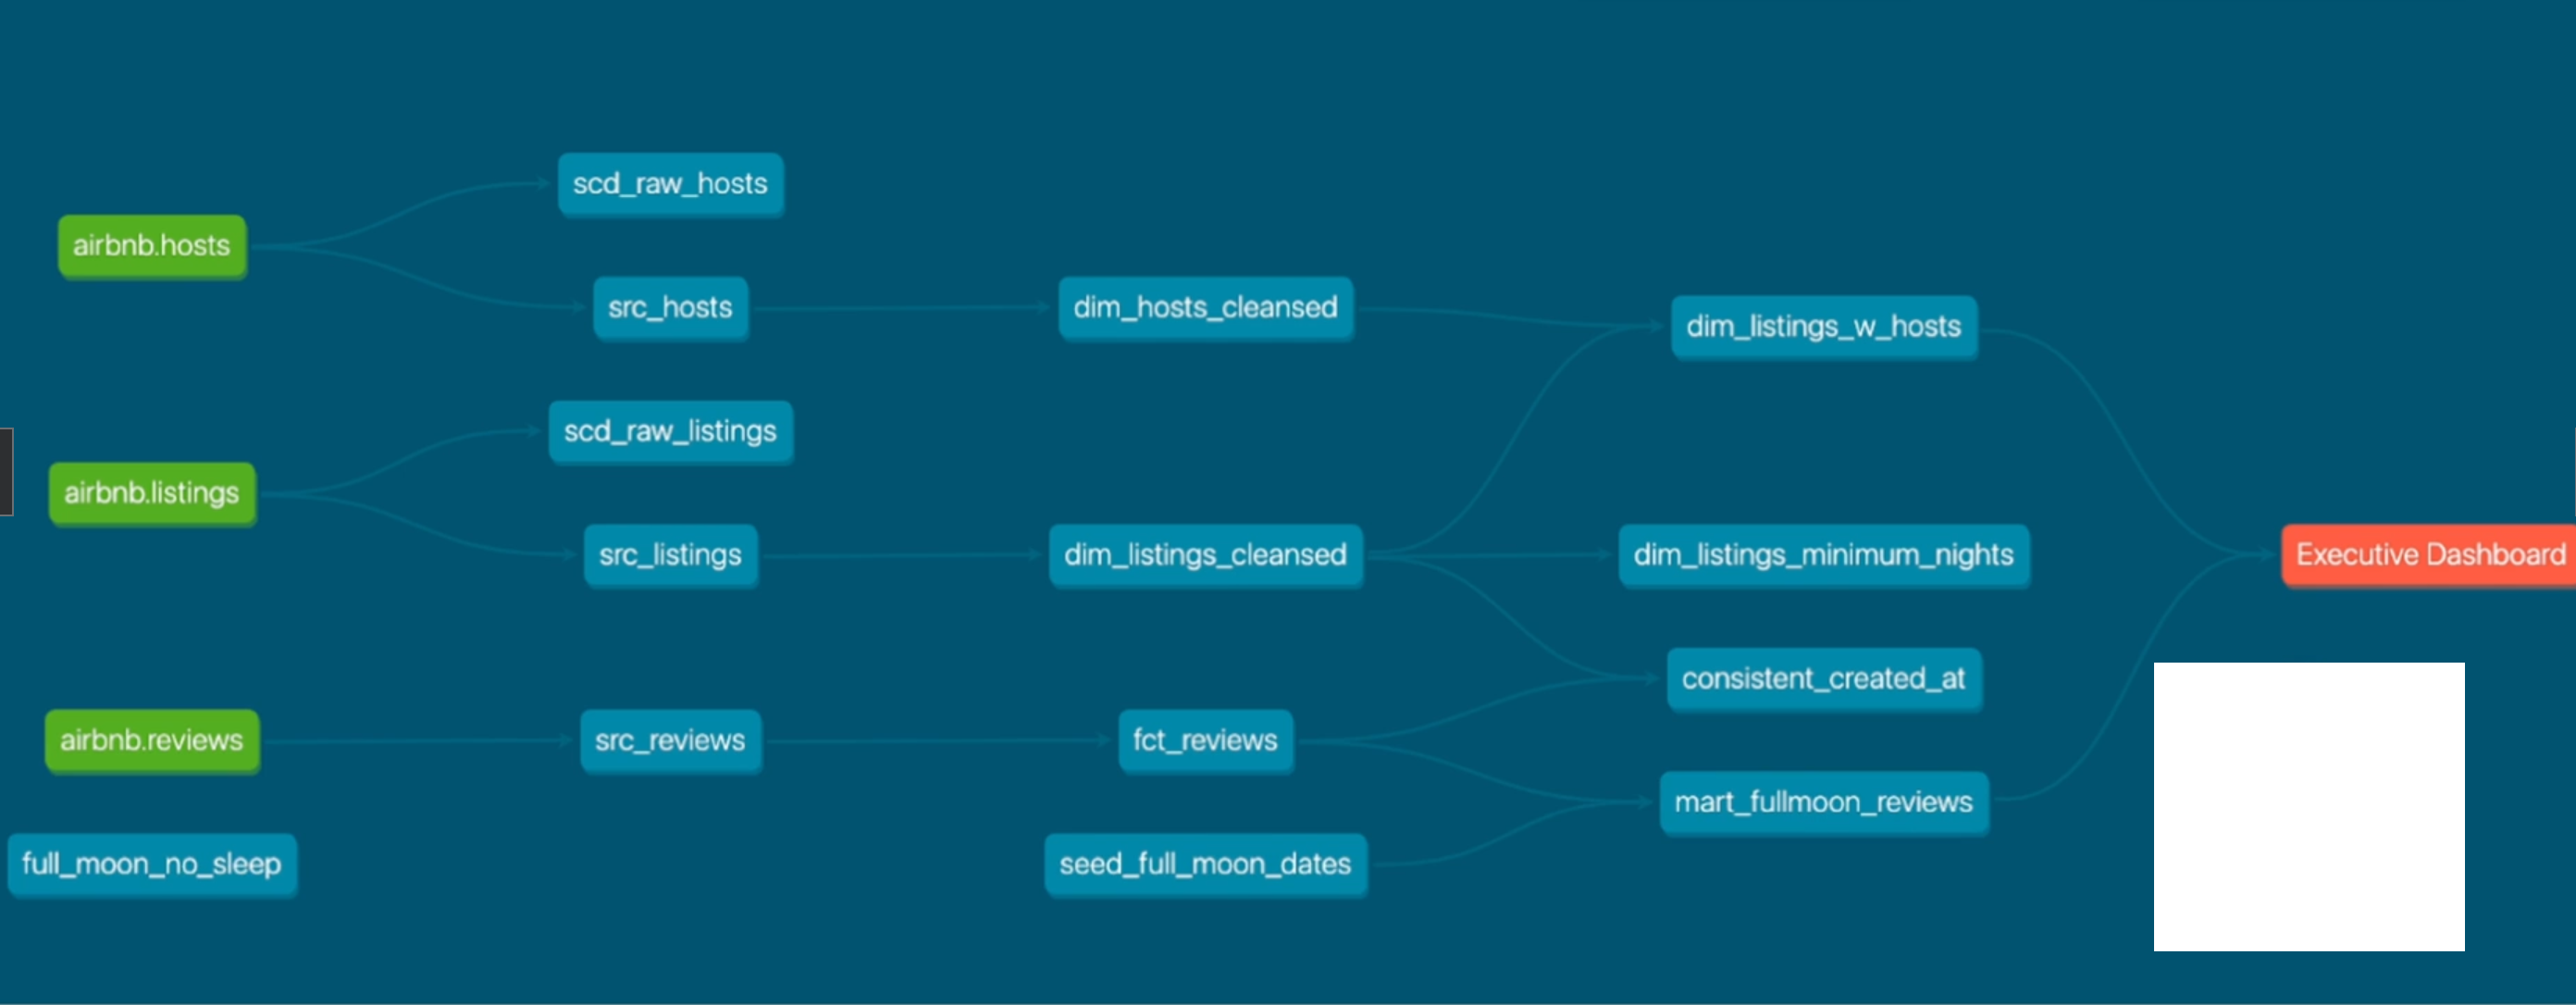 scd_raw_hosts
airbnb.hosts
src_hosts
dim_hosts_cleansed
dim_listings_w_hosts
scd_raw_listings
airbnb.listings
src_listings
dim_listings_cleansed
dim_listings_minimum_nights
Executive Dashboard
consistent_created_at
airbnb.reviews
src_reviews
fct_reviews
mart_fullmoon_reviews
full_moon_no_sleep
seed_full_moon_dates